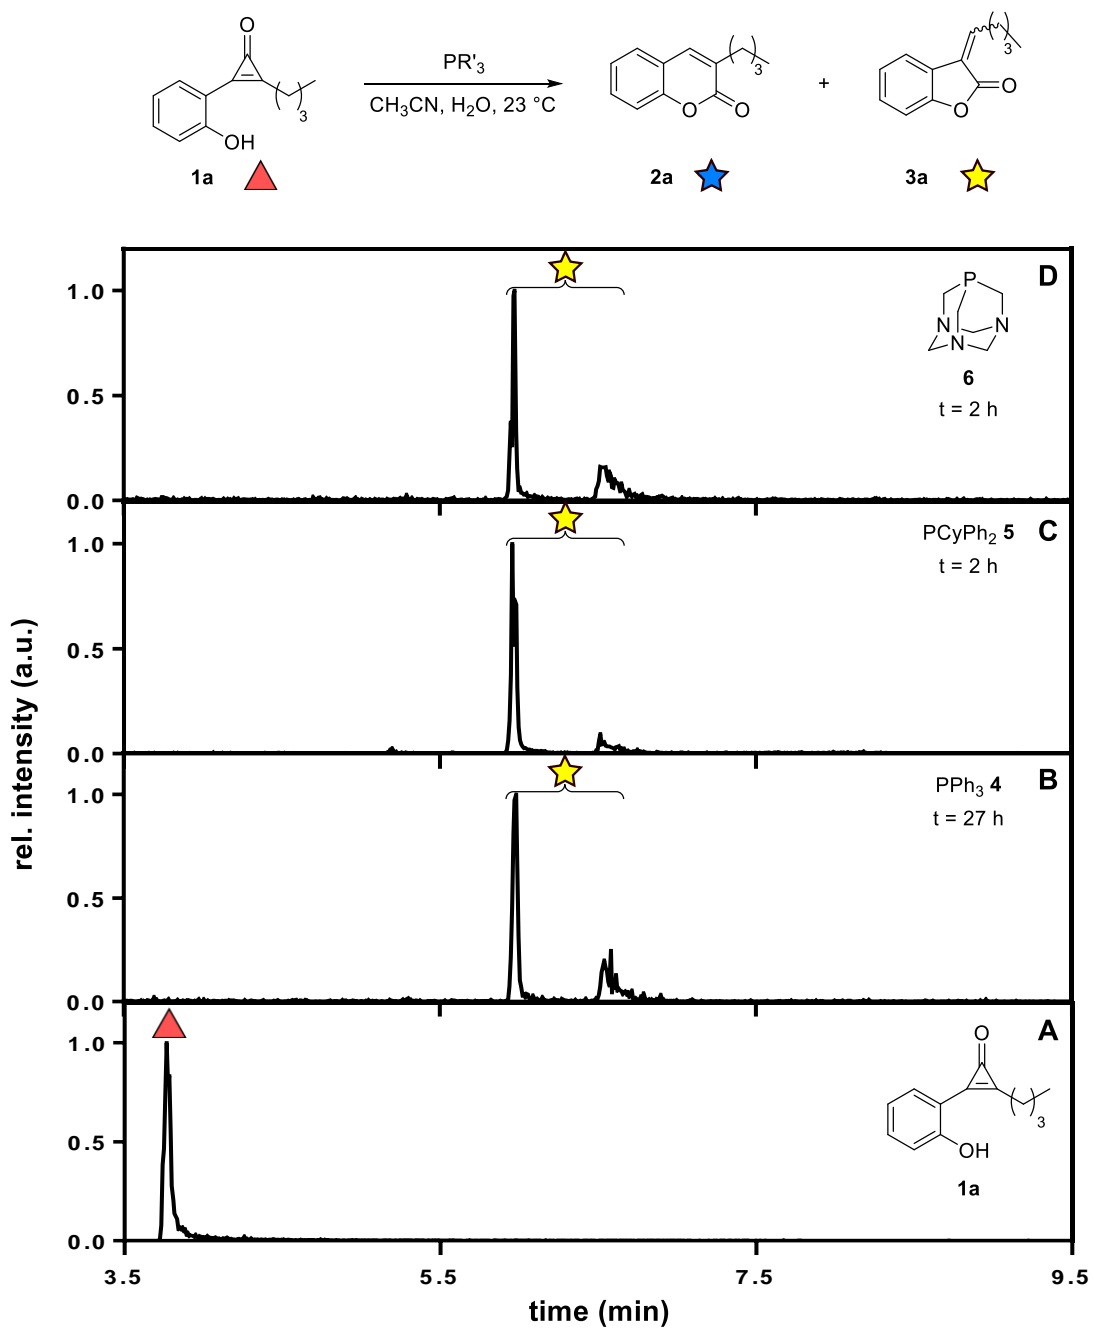 O
OH
3
1a
PR'3
CH3CN, H2O, 23 °C
O
O
3
2a
+
O
O
3
3a
D
1.0
0.5
0.0
P
N
N
N
6
t = 2 h
C
1.0
0.5
0.0
PCyPh2 5
t = 2 h
B
1.0
0.5
0.0
PPh3 4
t = 27 h
A
1.0
0.5
0.0
O
OH
3
1a
3.5
5.5
7.5
9.5
time (min)
rel. intensity (a.u.)